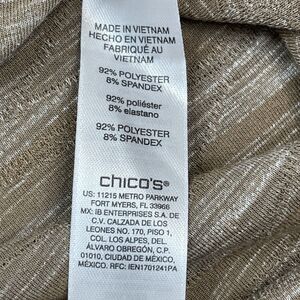 MADE IN VIETNAM
HECHO EN VIETNAM
FABRIQUÉ AU
VIETNAM
92% POLYESTER
8% SPANDEX
92% poliéster
8% elastano
92% POLYESTER
8% SPANDEX
chico's®
US: 11215 METRO PARKWAY
FORT MYERS, FL 33966
MX: IB ENTERPRISES S.A. DE
C.V. CALZADA DE LOS
LEONES NO. 170, PISO 1,
COL. LOS ALPES, DEL.
ÁLVARO OBREGÓN, C.P.
01010, CIUDAD DE MÉXICO,
MÉXICO. RFC: IEN1701241PA